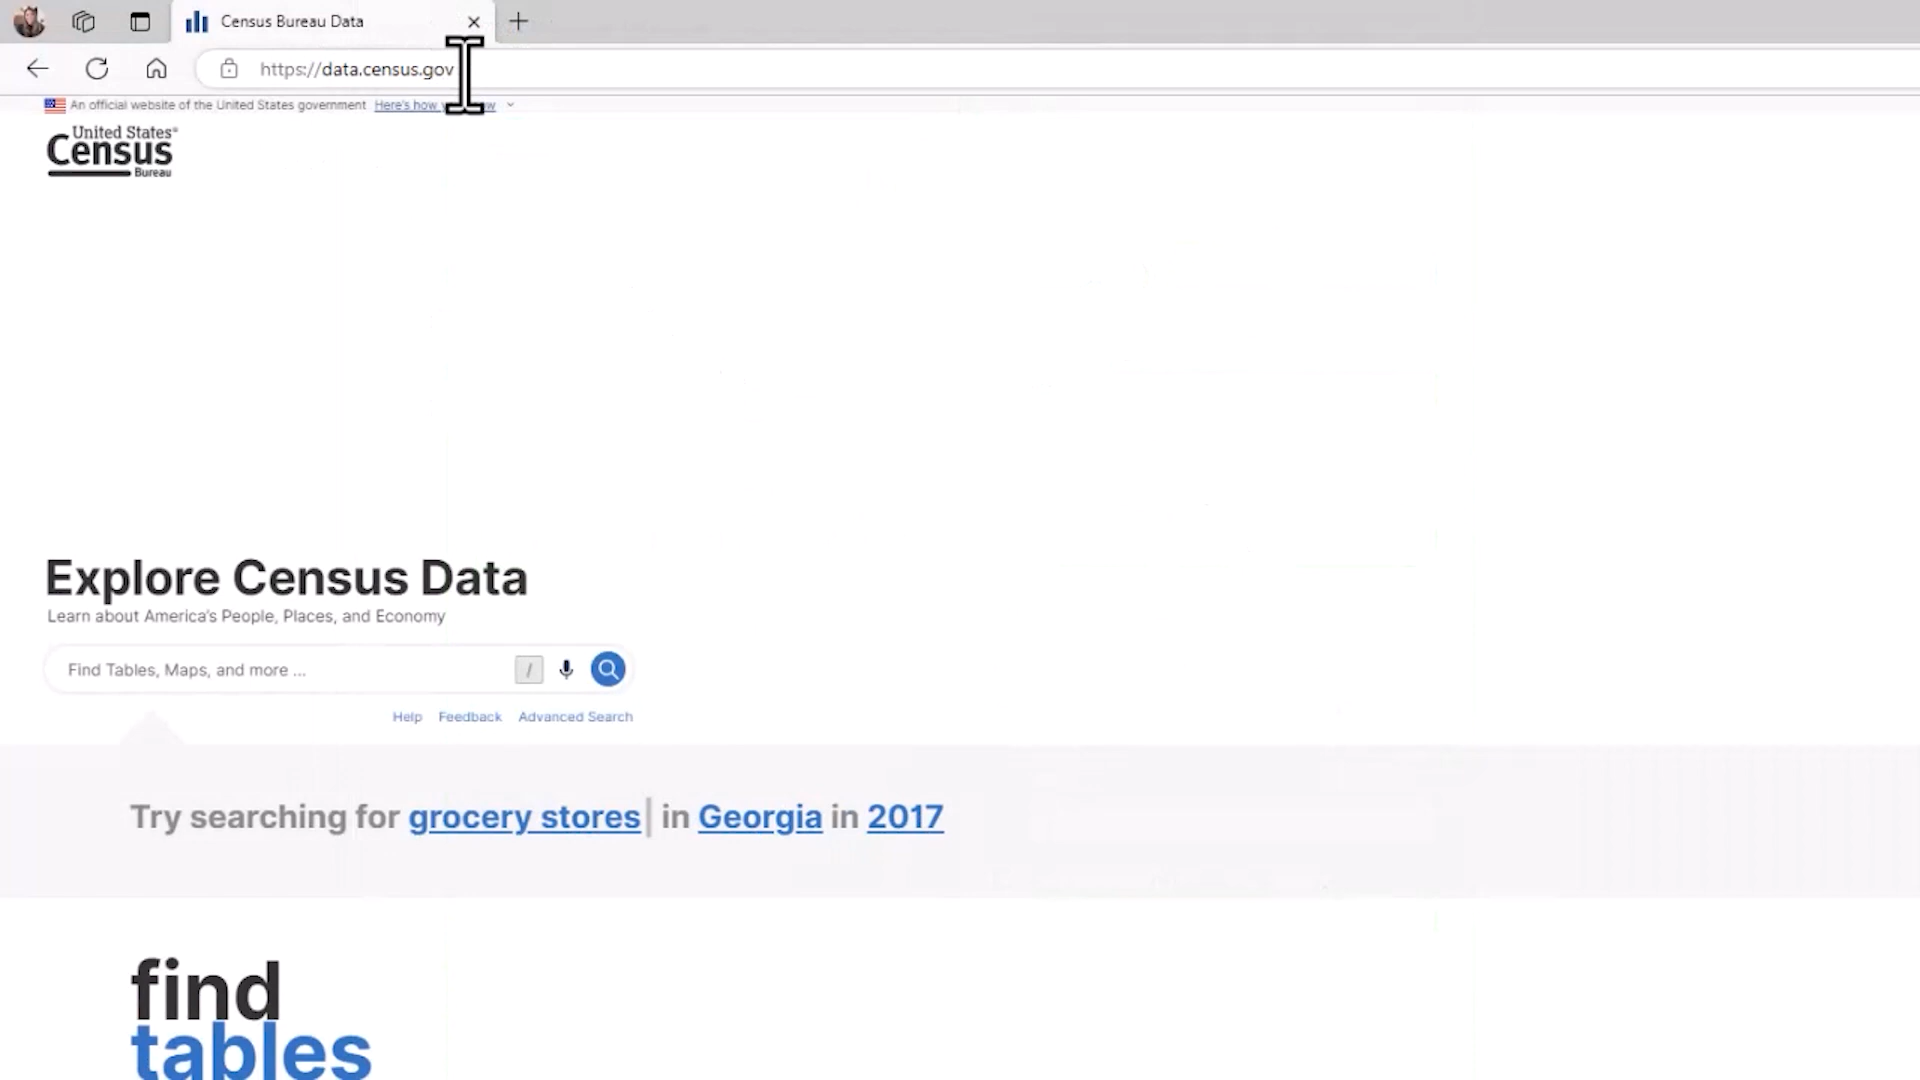 Census Bureau Data
https://data.census.gov
An official website of the United States government Here's how
United States®
Census
Bureau
Explore Census Data
Learn about America's People, Places, and Economy
Find Tables, Maps, and more ... /
Help Feedback Advanced Search
Try searching for grocery stores in Georgia in 2017
find
tables